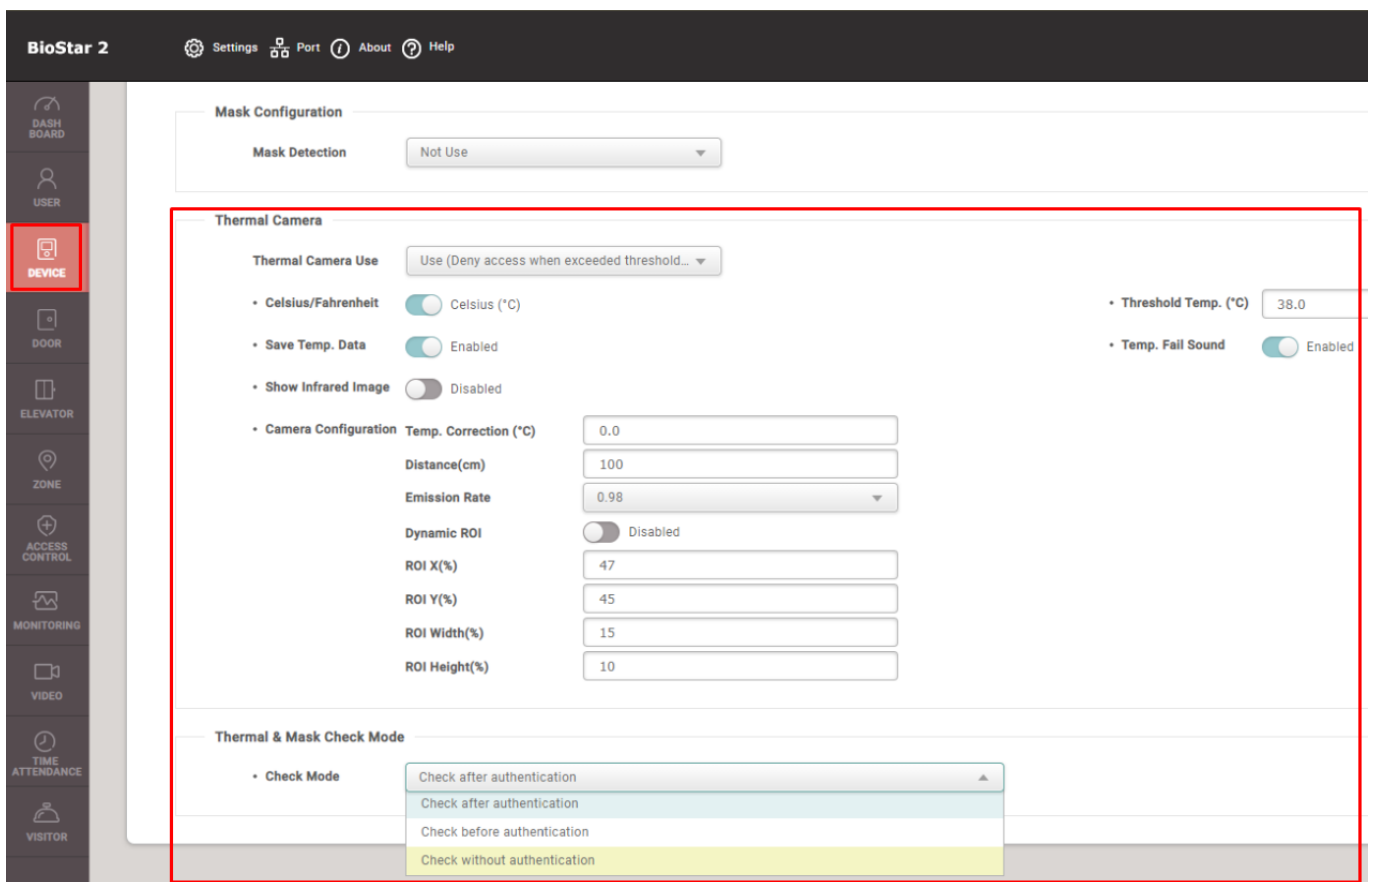 BioStar 2
Settings
Port
About
Help
DASH
BOARD
USER
DEVICE
DOOR
ELEVATOR
ZONE
ACCESS
CONTROL
MONITORING
VIDEO
TIME
ATTENDANCE
VISITOR
Mask Configuration
Mask Detection
Not Use
Thermal Camera
Thermal Camera Use
Use (Deny access when exceeded threshold...
• Celsius/Fahrenheit
Celsius (°C)
• Threshold Temp. (°C)
38.0
• Save Temp. Data
Enabled
• Temp. Fail Sound
Enabled
• Show Infrared Image
Disabled
• Camera Configuration
Temp. Correction (°C)
0.0
Distance(cm)
100
Emission Rate
0.98
Dynamic ROI
Disabled
ROI X(%)
47
ROI Y(%)
45
ROI Width(%)
15
ROI Height(%)
10
Thermal & Mask Check Mode
• Check Mode
Check after authentication
Check after authentication
Check before authentication
Check without authentication